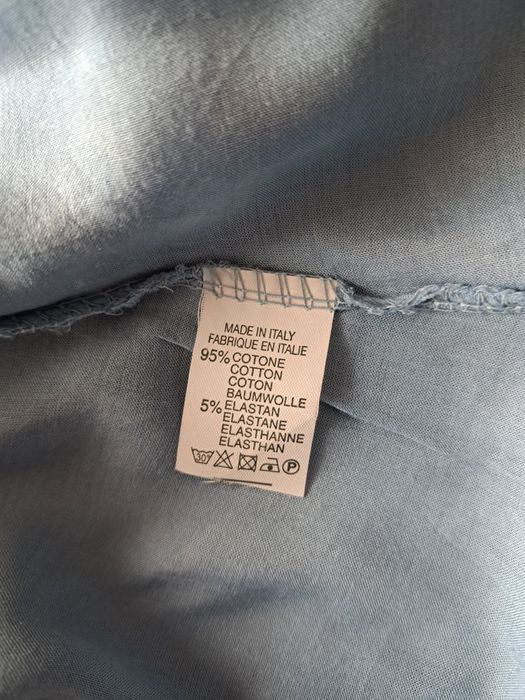 MADE IN ITALY
FABRIQUE EN ITALIE
95% COTONE
COTTON
COTON
BAUMWOLLE
5% ELASTAN
ELASTANE
ELASTHANNE
ELASTHAN
30° P